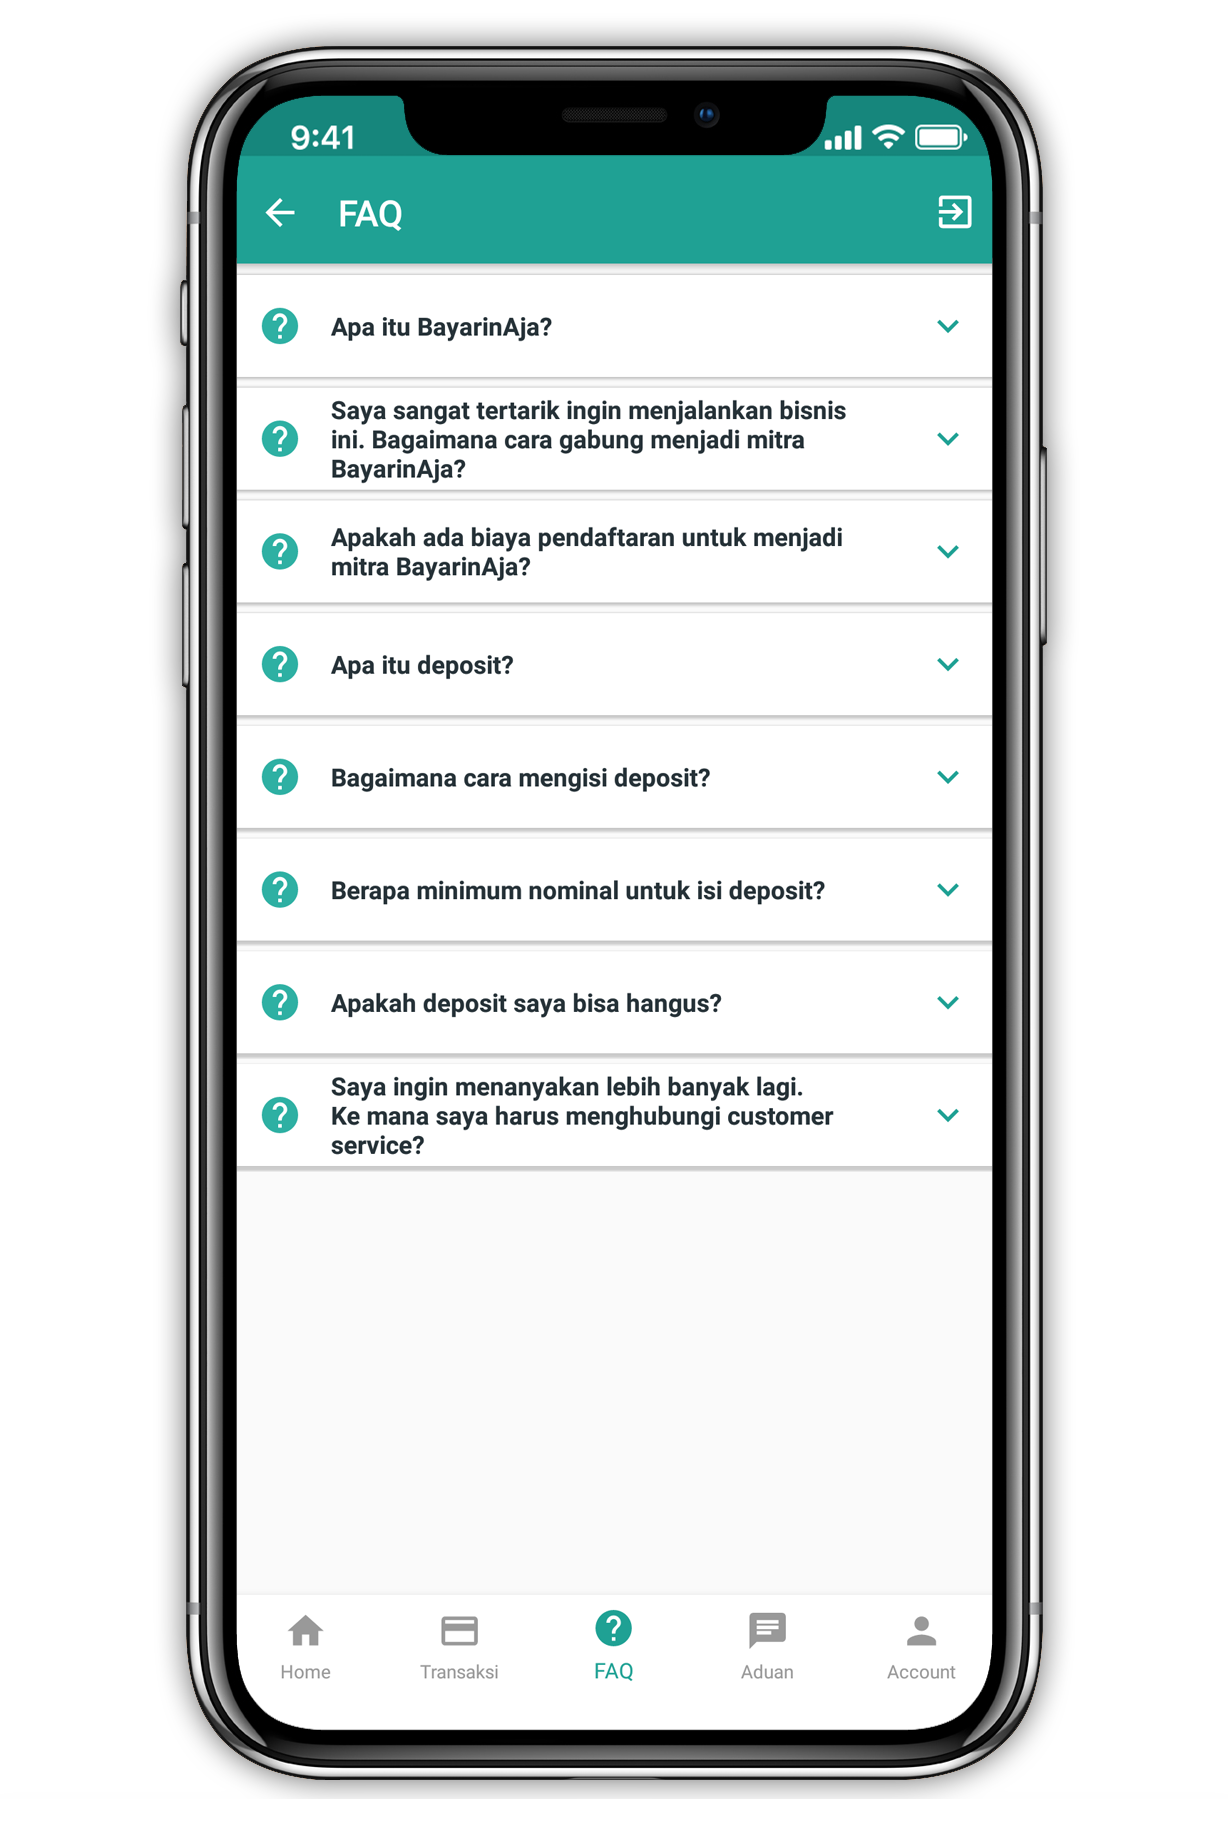 9:41
FAQ
Apa itu BayarinAja?
Saya sangat tertarik ingin menjalankan bisnis
ini. Bagaimana cara gabung menjadi mitra
BayarinAja?
Apakah ada biaya pendaftaran untuk menjadi
mitra BayarinAja?
Apa itu deposit?
Bagaimana cara mengisi deposit?
Berapa minimum nominal untuk isi deposit?
Apakah deposit saya bisa hangus?
Saya ingin menanyakan lebih banyak lagi.
Ke mana saya harus menghubungi customer
service?
Home Transaksi FAQ Aduan Account